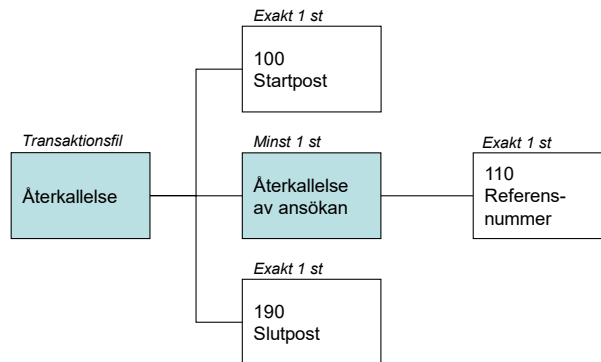 Exakt 1 st
100
Startpost
Transaktionsfil
Återkallelse
Minst 1 st
Återkallelse
av ansökan
Exakt 1 st
110
Referens-
nummer
Exakt 1 st
190
Slutpost